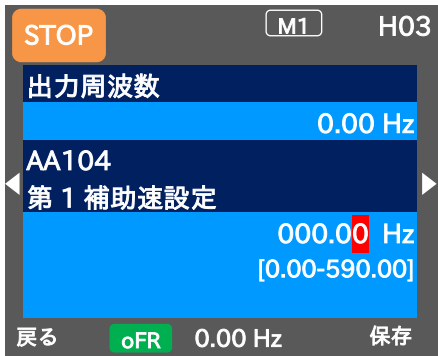 STOP M1 H03
出力周波数
0.00 Hz
AA104
第 1 補助速設定
000.00 Hz
[0.00-590.00]
戻る oFR 0.00 Hz 保存